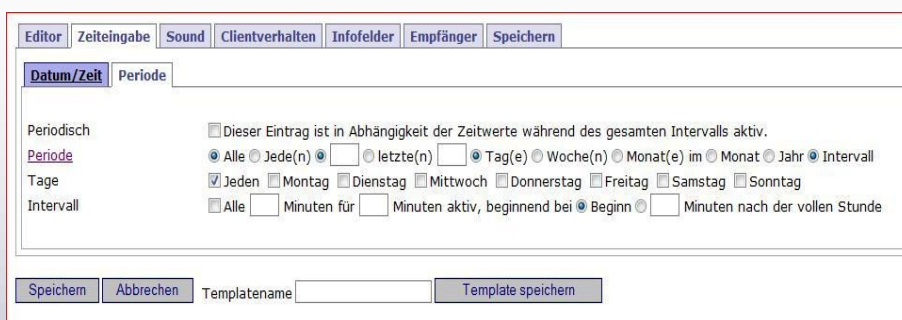 Editor Zeiteingabe Sound Clientverhalten Infofelder Empfänger Speichern
Datum/Zeit Periode
Periodisch Dieser Eintrag ist in Abhängigkeit der Zeitwerte während des gesamten Intervalls aktiv.
Periode Alle Jede(n) letzte(n) Tag(e) Woche(n) Monat(e) im Monat Jahr Intervall
Tage Jeden Montag Dienstag Mittwoch Donnerstag Freitag Samstag Sonntag
Intervall Alle Minuten für Minuten aktiv, beginnend bei Beginn Minuten nach der vollen Stunde
Speichern Abbrechen Templatename Template speichern